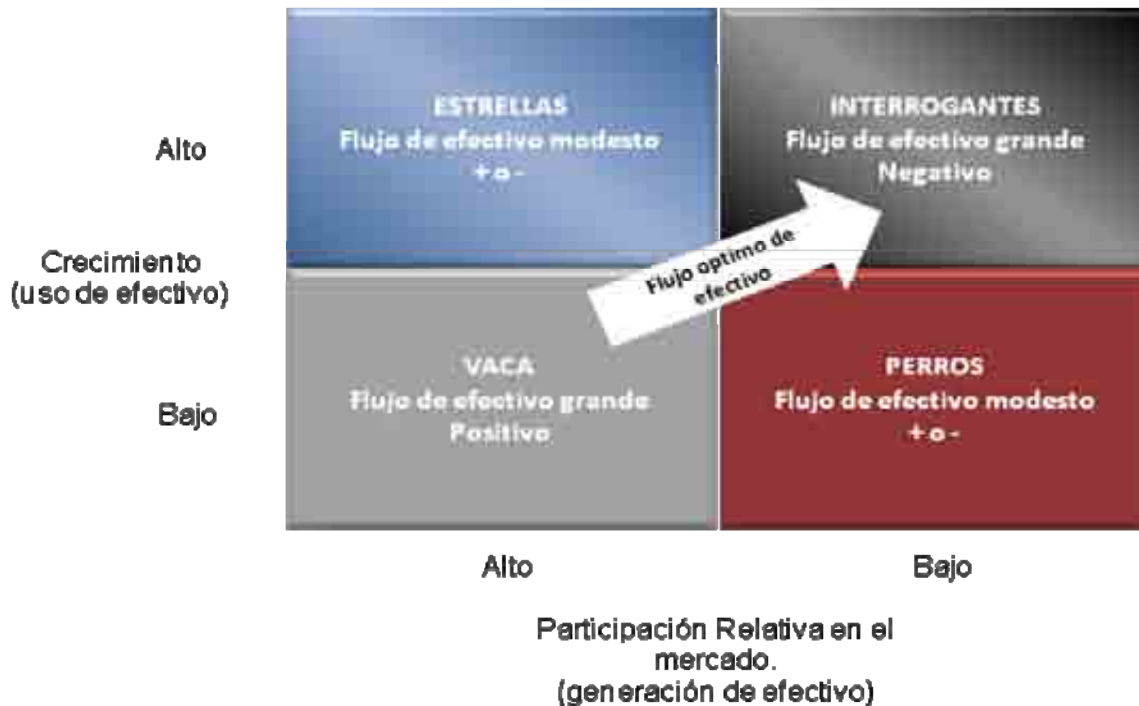 ESTRELLAS
Flujo de efectivo modesto
+ o -
INTERROGANTES
Flujo de efectivo grande
Negativo
Alto
Flujo optimo de
efectivo
Crecimiento
(uso de efectivo)
VACA
Flujo de efectivo grande
Positivo
PERROS
Flujo de efectivo modesto
+ o -
Bajo
Alto
Bajo
Participación Relativa en el
mercado.
(generación de efectivo)